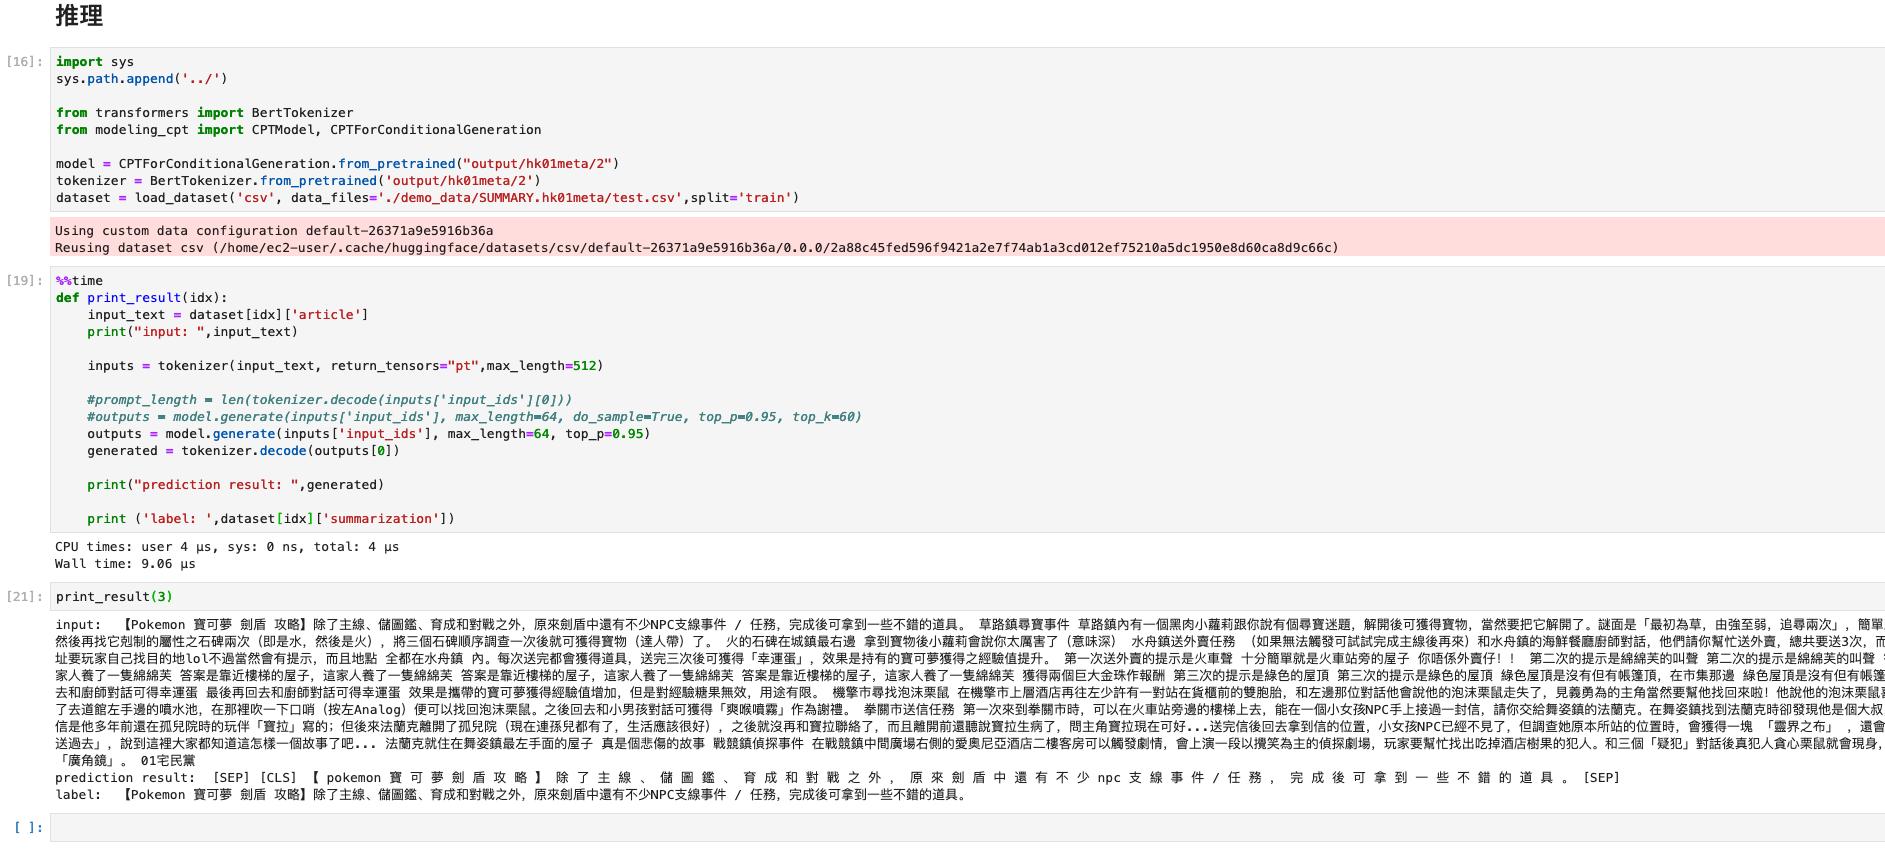 推理
[16]:
import sys
sys.path.append('../')
from transformers import BertTokenizer
from modeling_cpt import CPTModel, CPTForConditionalGeneration
model = CPTForConditionalGeneration.from_pretrained("output/hk01meta/2")
tokenizer = BertTokenizer.from_pretrained('output/hk01meta/2')
dataset = load_dataset('csv', data_files='./demo_data/SUMMARY.hk01meta/test.csv',split='train')
Using custom data configuration default-26371a9e5916b36a
Reusing dataset csv (/home/ec2-user/.cache/huggingface/datasets/csv/default-26371a9e5916b36a/0.0.0/2a88c45fed596f9421a2e7f74ab1a3cd012ef75210a5dc1950e8d60ca8d9c66c)
[19]:
%%time
def print_result(idx):
    input_text = dataset[idx]['article']
    print("input: ",input_text)
    inputs = tokenizer(input_text, return_tensors="pt",max_length=512)
    #prompt_length = len(tokenizer.decode(inputs['input_ids'][0]))
    #outputs = model.generate(inputs['input_ids'], max_length=64, do_sample=True, top_p=0.95, top_k=60)
    outputs = model.generate(inputs['input_ids'], max_length=64, top_p=0.95)
    generated = tokenizer.decode(outputs[0])
    print("prediction result: ",generated)
    print ('label: ',dataset[idx]['summarization'])
CPU times: user 4 µs, sys: 0 ns, total: 4 µs
Wall time: 9.06 µs
[21]:
print_result(3)
input:  【Pokemon 寶可夢 劍盾 攻略】除了主線、儲圖鑑、育成和對戰之外，原來劍盾中還有不少NPC支線事件 / 任務，完成後可拿到一些不錯的道具。 草路鎮尋寶事件 草路鎮內有一個黑肉小蘿莉跟你說有個尋寶迷題，解開後可獲得寶物，當然要把它解開了。謎面是「最初為草，由強至弱，追尋兩次」，簡單
然後再找它剋制的屬性之石碑兩次（即是水，然後是火），將三個石碑順序調查一次後就可獲得寶物（達人帶）了。 火的石碑在城鎮最右邊 拿到寶物後小蘿莉會說你太厲害了（意味深） 水舟鎮送外賣任務 （如果無法觸發可試試完成主線後再來）和水舟鎮的海鮮餐廳廚師對話，他們請你幫忙送外賣，總共要送3次，而
址要玩家自己找目的地lol不過當然會有提示，而且地點 全都在水舟鎮 內。每次送完都會獲得道具，送完三次後可獲得「幸運蛋」，效果是持有的寶可夢獲得之經驗值提升。 第一次送外賣的提示是火車聲 十分簡單就是火車站旁的屋子 你唔係外賣仔！！ 第二次的提示是綿綿芙的叫聲 第二次的提示是綿綿芙的叫聲
家人養了一隻綿綿芙 答案是靠近樓梯的屋子，這家人養了一隻綿綿芙 答案是靠近樓梯的屋子，這家人養了一隻綿綿芙 答案是靠近樓梯的屋子，這家人養了一隻綿綿芙 獲得兩個巨大金珠作報酬 第三次的提示是綠色的屋頂 第三次的提示是綠色的屋頂 綠色屋頂是沒有但有帳篷頂，在市集那邊 綠色屋頂是沒有但有帳篷
去和廚師對話可得幸運蛋 最後再回去和廚師對話可得幸運蛋 效果是攜帶的寶可夢獲得經驗值增加，但是對經驗糖果無效，用途有限。 機擎市尋找泡沫栗鼠 在機擎市上層酒店再往左少許有一對站在貨櫃前的雙胞胎，和左邊那位對話他會說他的泡沫栗鼠走失了，見義勇為的主角當然要幫他找回來啦！他說他的泡沫栗鼠
了去道館左手邊的噴水池，在那裡吹一下口哨（按左Analog）便可以找回泡沫栗鼠。之後回去和小男孩對話可獲得「爽喉噴霧」作為謝禮。 拳關市送信任務 第一次來到拳關市時，可以在火車站旁邊的樓梯上去，能在一個小女孩NPC手上接過一封信，請你交給舞姿鎮的法蘭克。在舞姿鎮找到法蘭克時卻發現他是個大叔
信是他多年前還在孤兒院時的玩伴「寶拉」寫的；但後來法蘭克離開了孤兒院（現在連孫兒都有了，生活應該很好），之後就沒再和寶拉聯絡了，而且離開前還聽說寶拉生病了，問主角寶拉現在可好...送完信後回去拿到信的位置，小女孩NPC已經不見了，但調查她原本所站的位置時，會獲得一塊 「靈界之布」 ，還會
送過去」，說到這裡大家都知道這怎樣一個故事了吧... 法蘭克就住在舞姿鎮最左手面的屋子 真是個悲傷的故事 戰競鎮偵探事件 在戰競鎮中間廣場右側的愛奧尼亞酒店二樓客房可以觸發劇情，會上演一段以攪笑為主的偵探劇場，玩家要幫忙找出吃掉酒店樹果的犯人。和三個「疑犯」對話後真犯人貪心栗鼠就會現身，
「廣角鏡」。 01宅民黨
prediction result:  [SEP] [CLS] 【 pokemon 寶 可 夢 劍 盾 攻 略 】 除 了 主 線 、 儲 圖 鑑 、 育 成 和 對 戰 之 外 ， 原 來 劍 盾 中 還 有 不 少 npc 支 線 事 件 / 任 務 ， 完 成 後 可 拿 到 一 些 不 錯 的 道 具 。 [SEP]
label:  【Pokemon 寶可夢 劍盾 攻略】除了主線、儲圖鑑、育成和對戰之外，原來劍盾中還有不少NPC支線事件 / 任務，完成後可拿到一些不錯的道具。
[ ]: